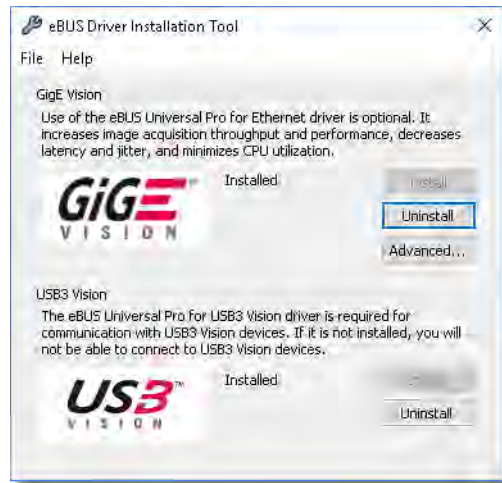 eBUS Driver Installation Tool
File Help
GigE Vision
Use of the eBUS Universal Pro for Ethernet driver is optional. It
increases image acquisition throughput and performance, decreases
latency and jitter, and minimizes CPU utilization.
GiGE
VISION
Installed
Install
Uninstall
Advanced...
USB3 Vision
The eBUS Universal Pro for USB3 Vision driver is required for
communication with USB3 Vision devices. If it is not installed, you will
not be able to connect to USB3 Vision devices.
USB3™
VISION
Installed
Uninstall